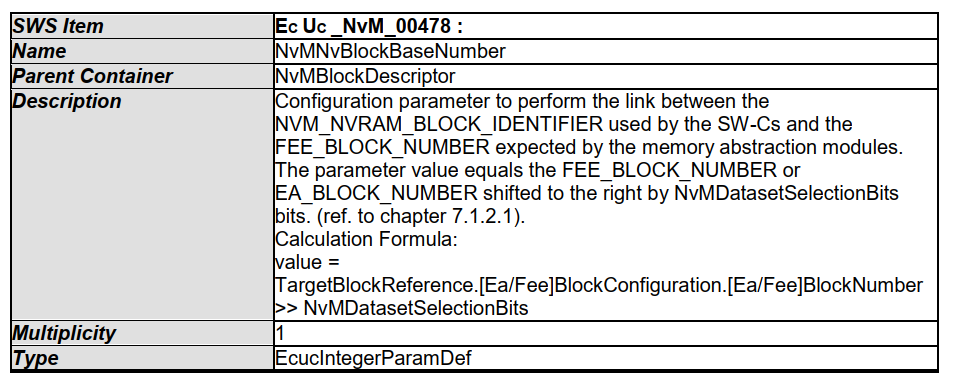 SWS Item Ec Uc _NvM_00478 :
Name NvMNvBlockBaseNumber
Parent Container NvMBlockDescriptor
Description Configuration parameter to perform the link between the
NVM_NVRAM_BLOCK_IDENTIFIER used by the SW-Cs and the
FEE_BLOCK_NUMBER expected by the memory abstraction modules.
The parameter value equals the FEE_BLOCK_NUMBER or
EA_BLOCK_NUMBER shifted to the right by NvMDatasetSelectionBits
bits. (ref. to chapter 7.1.2.1).
Calculation Formula:
value =
TargetBlockReference.[Ea/Fee]BlockConfiguration.[Ea/Fee]BlockNumber
>> NvMDatasetSelectionBits
Multiplicity 1
Type EcucIntegerParamDef